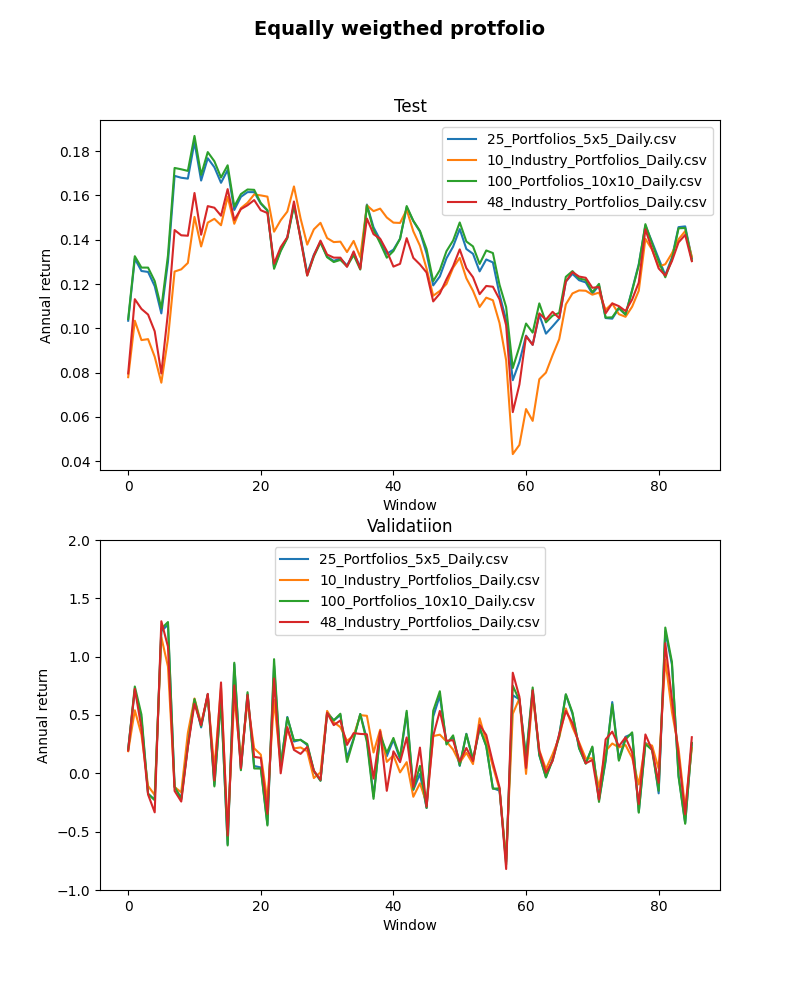 Equally weigthed protfolio
Test
25_Portfolios_5x5_Daily.csv
10_Industry_Portfolios_Daily.csv
100_Portfolios_10x10_Daily.csv
48_Industry_Portfolios_Daily.csv
Annual return
0.18
0.16
0.14
0.12
0.10
0.08
0.06
0.04
0 20 40 60 80
Window
Validatiion
25_Portfolios_5x5_Daily.csv
10_Industry_Portfolios_Daily.csv
100_Portfolios_10x10_Daily.csv
48_Industry_Portfolios_Daily.csv
Annual return
2.0
1.5
1.0
0.5
0.0
−0.5
−1.0
0 20 40 60 80
Window